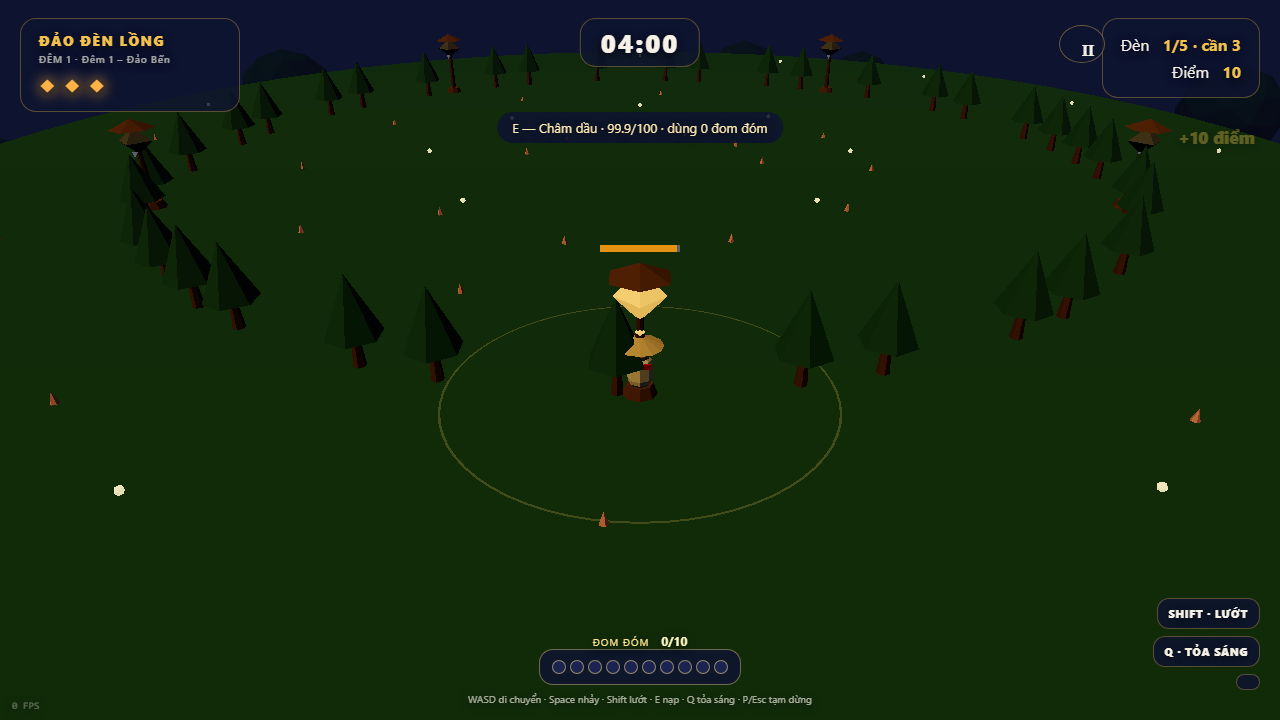 ĐẢO ĐÈN LỒNG
ĐÊM 1 · Đêm 1 — Đảo Bến
04:00
II
Đèn 1/5 · cần 3
Điểm 10
+10 điểm
E — Châm dầu · 99.9/100 · dùng 0 đom đóm
SHIFT · LƯỚT
Q · TỎA SÁNG
ĐOM ĐÓM 0/10
WASD di chuyển · Space nhảy · Shift lướt · E nạp · Q tỏa sáng · P/Esc tạm dừng
0 FPS